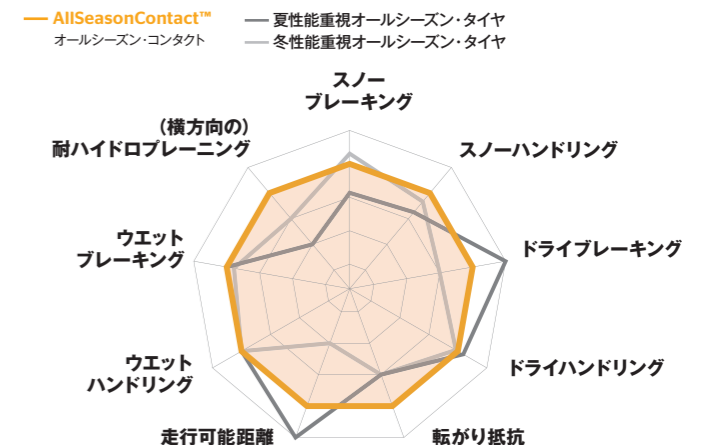 AllSeasonContact™
オールシーズン・コンタクト
夏性能重視オールシーズン・タイヤ
冬性能重視オールシーズン・タイヤ
スノー
ブレーキング
スノーハンドリング
ドライブレーキング
ドライハンドリング
転がり抵抗
走行可能距離
ウエット
ハンドリング
ウエット
ブレーキング
(横方向の)
耐ハイドロプレーニング